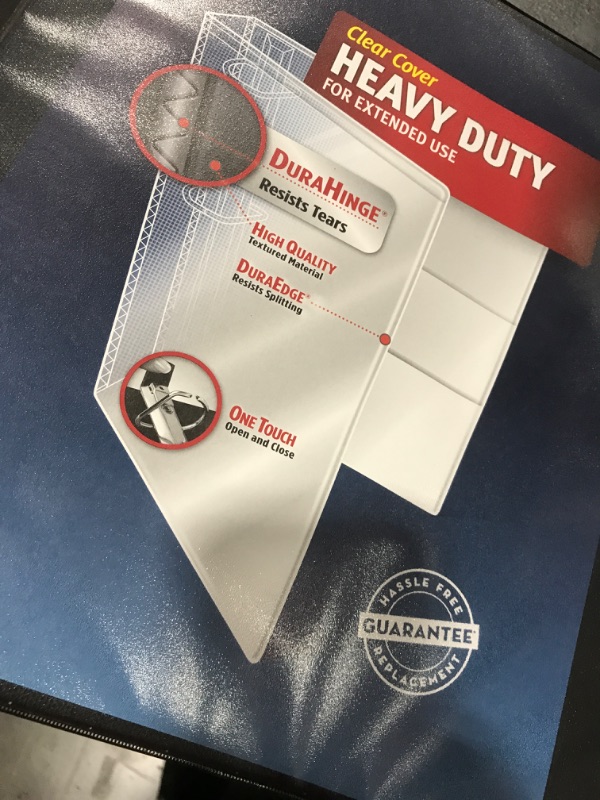 Clear Cover
HEAVY DUTY
FOR EXTENDED USE
DURAHINGE®
Resists Tears
HIGH QUALITY
Textured Material
DURAEDGE®
Resists Splitting
ONE TOUCH
Open and Close
HASSLE FREE
GUARANTEE
REPLACEMENT